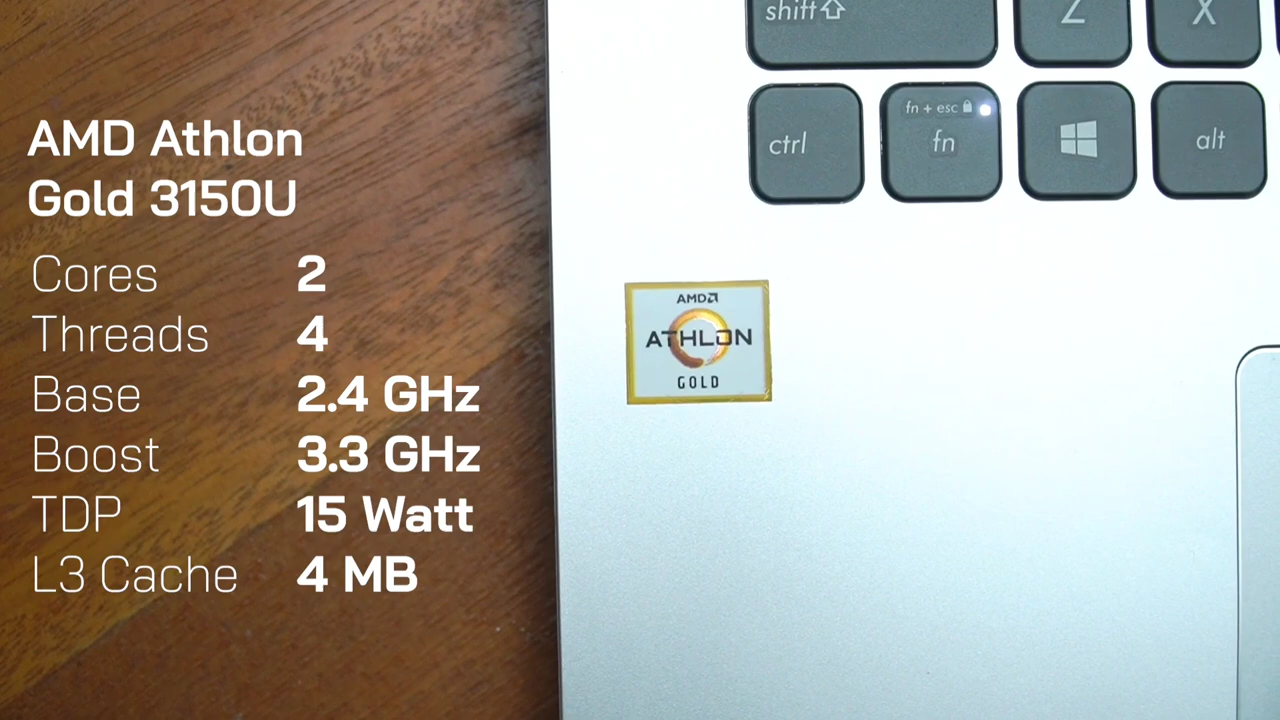 AMD Athlon
Gold 3150U
Cores 2
Threads 4
Base 2.4 GHz
Boost 3.3 GHz
TDP 15 Watt
L3 Cache 4 MB
shift
Z
X
ctrl
fn + esc
fn
alt
AMD
ATHLON
GOLD